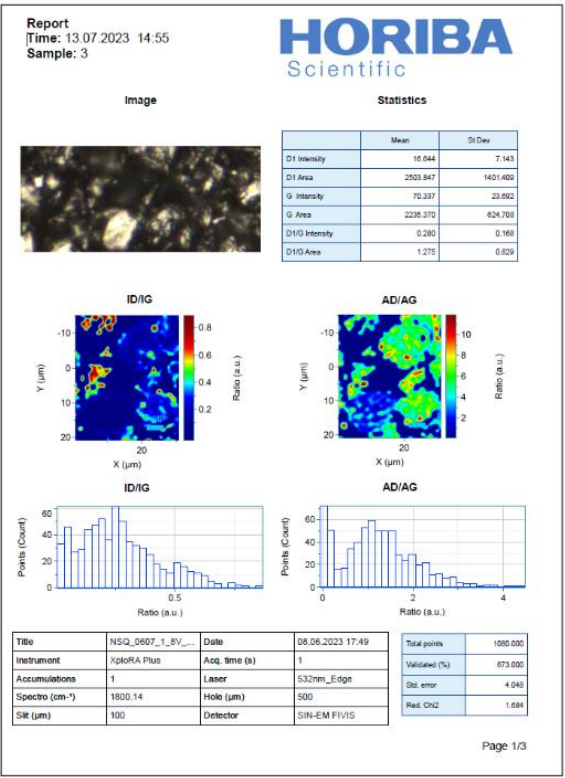 Report
Time: 13.07.2023 14:55
Sample: 3
HORIBA
Scientific
Image
Statistics
Mean St Dev
D1 Intensity 16.644 7.143
D1 Area 2503.847 1401.409
G Intensity 70.337 23.692
G Area 2235.370 624.708
D1/G Intensity 0.280 0.168
D1/G Area 1.275 0.829
ID/IG
-10
0
10
20
Y (µm)
20
X (µm)
0.8
0.6
0.4
0.2
Ratio (a.u.)
AD/AG
-10
0
10
20
Y (µm)
20
X (µm)
10
8
6
4
2
Ratio (a.u.)
ID/IG
60
40
20
0
Points (Count)
0.5
Ratio (a.u.)
AD/AG
60
40
20
0
Points (Count)
0 2 4
Ratio (a.u.)
Title NSQ_0607_1_8V_... Date 08.06.2023 17:49
Instrument XploRA Plus Acq. time (s) 1
Accumulations 1 Laser 532nm_Edge
Spectro (cm-¹) 1800.14 Hole (µm) 500
Slit (µm) 100 Detector SIN-EM FIVIS
Total points 1080.000
Validated (%) 673.000
Std. error 4.048
Red. Chi2 1.684
Page 1/3